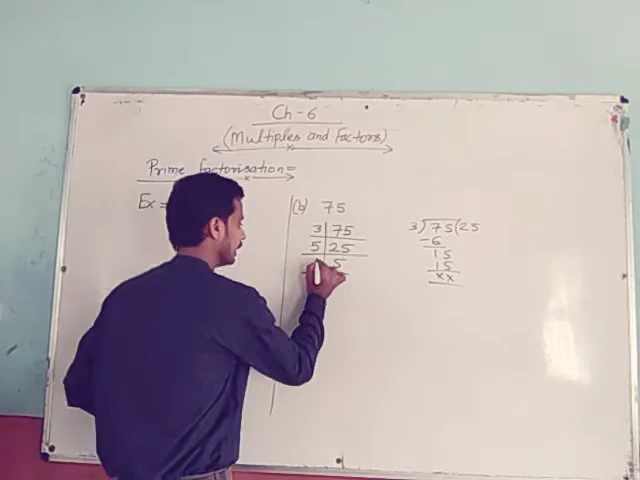 Ch-6
(Multiples and Factors)
Prime factorisation=
Ex=
(b) 75
3|75
5|25
5
3)75(25
-6
15
15
xx